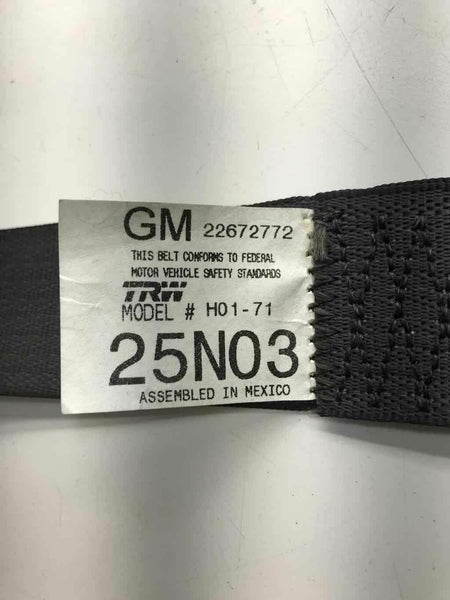 GM 22672772
THIS BELT CONFORMS TO FEDERAL
MOTOR VEHICLE SAFETY STANDARDS
TRW
MODEL # H01-71
25N03
ASSEMBLED IN MEXICO